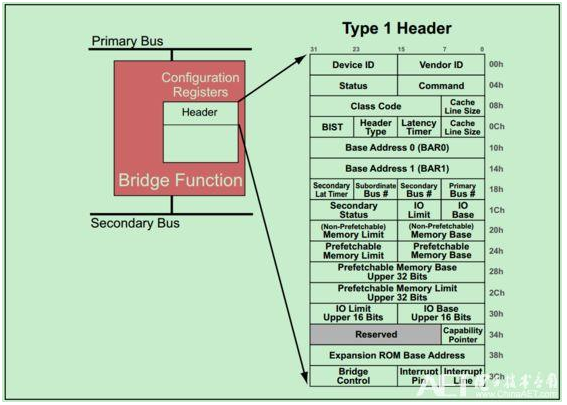 Type 1 Header
Primary Bus
Configuration
Registers
Header
Bridge Function
Secondary Bus
31 23 15 7 0
Device ID Vendor ID 00h
Status Command 04h
Class Code Cache Line Size 08h
BIST Header Type Latency Timer Cache Line Size 0Ch
Base Address 0 (BAR0) 10h
Base Address 1 (BAR1) 14h
Secondary Lat Timer Subordinate Bus # Secondary Bus # Primary Bus # 18h
Secondary Status IO Limit IO Base 1Ch
(Non-Prefetchable) Memory Limit (Non-Prefetchable) Memory Base 20h
Prefetchable Memory Limit Prefetchable Memory Base 24h
Prefetchable Memory Base Upper 32 Bits 28h
Prefetchable Memory Limit Upper 32 Bits 2Ch
IO Limit Upper 16 Bits IO Base Upper 16 Bits 30h
Reserved Capability Pointer 34h
Expansion ROM Base Address 38h
Bridge Control Interrupt Pin Interrupt Line 3Ch
www.ChinaAET.com